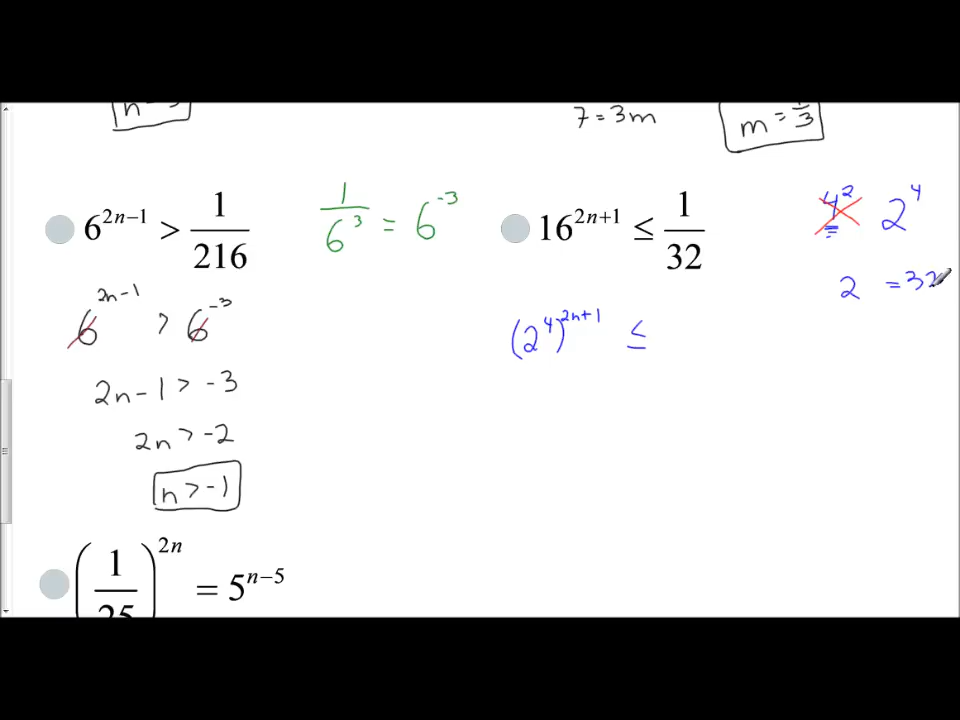 7 = 3m
m = 7/3
6^{2n-1} > 1/216
1/6^3 = 6^{-3}
6^{2n-1} > 6^{-3}
2n - 1 > -3
2n > -2
n > -1
16^{2n+1} ≤ 1/32
4^2 2^4
2 = 32
(2^4)^{2n+1} ≤
(1/25)^{2n} = 5^{n-5}